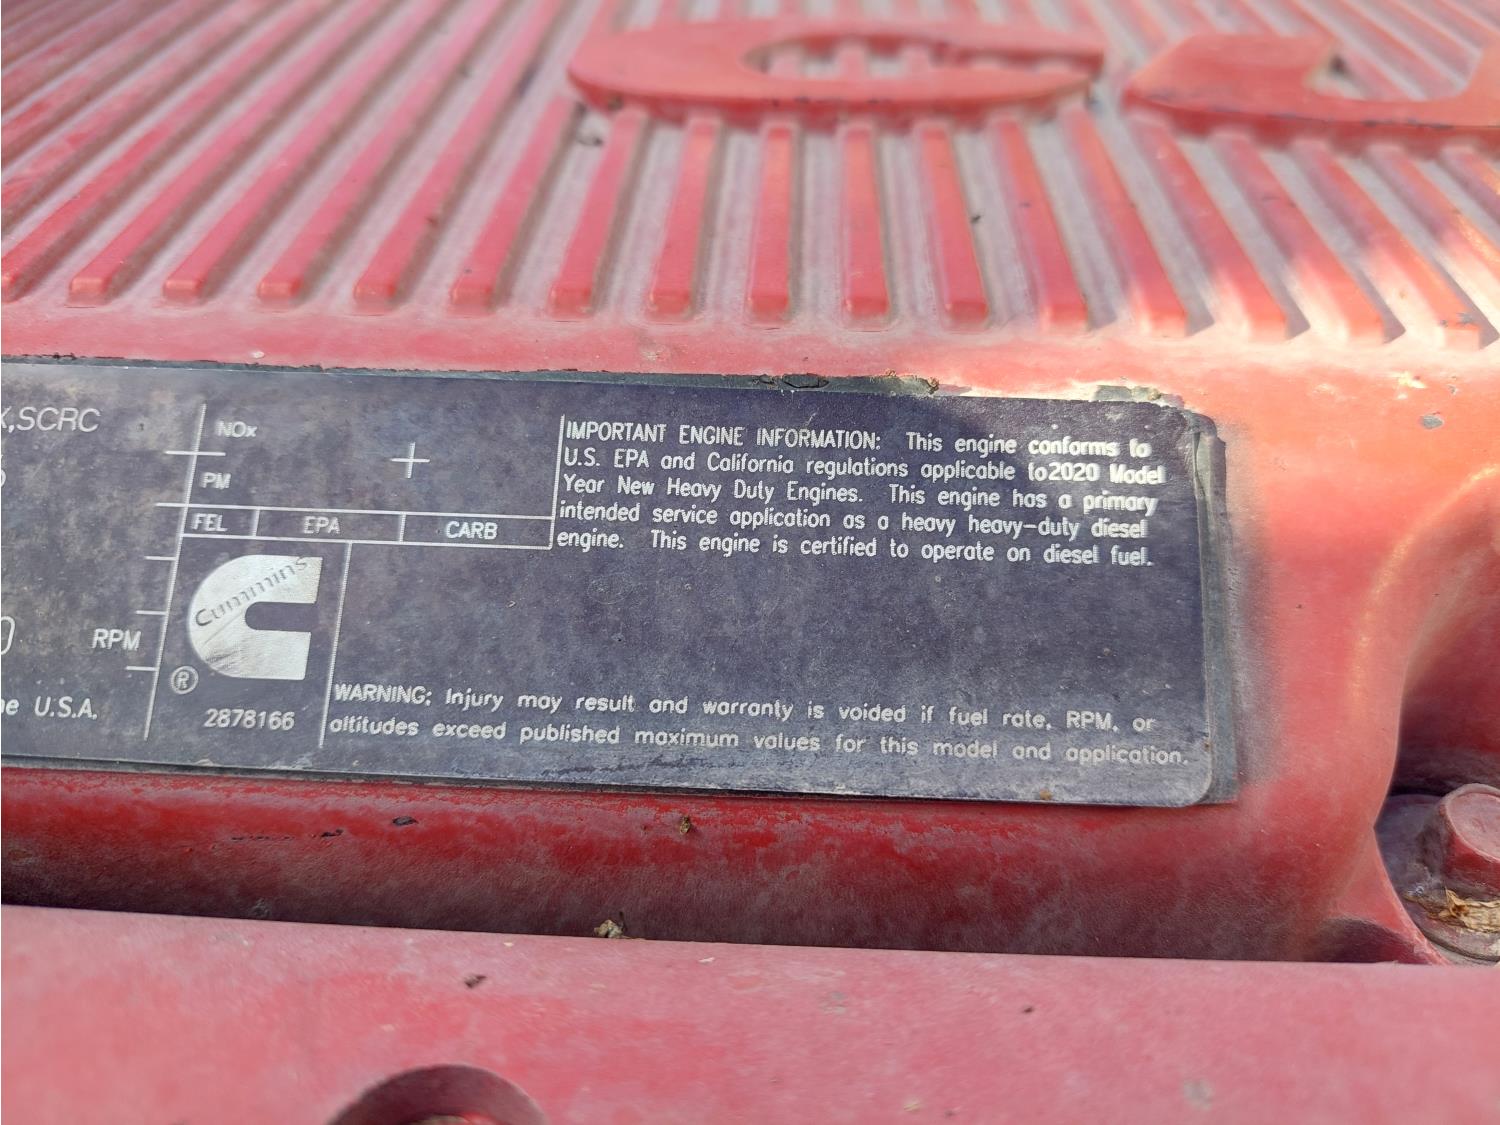 ,SCRC
NOx
PM
FEL EPA CARB
IMPORTANT ENGINE INFORMATION: This engine conforms to
U.S. EPA and California regulations applicable to2020 Model
Year New Heavy Duty Engines. This engine has a primary
intended service application as a heavy heavy-duty diesel
engine. This engine is certified to operate on diesel fuel.
Cummins
®
2878166
RPM
U.S.A.
WARNING: Injury may result and warranty is voided if fuel rate, RPM, or
altitudes exceed published maximum values for this model and application.